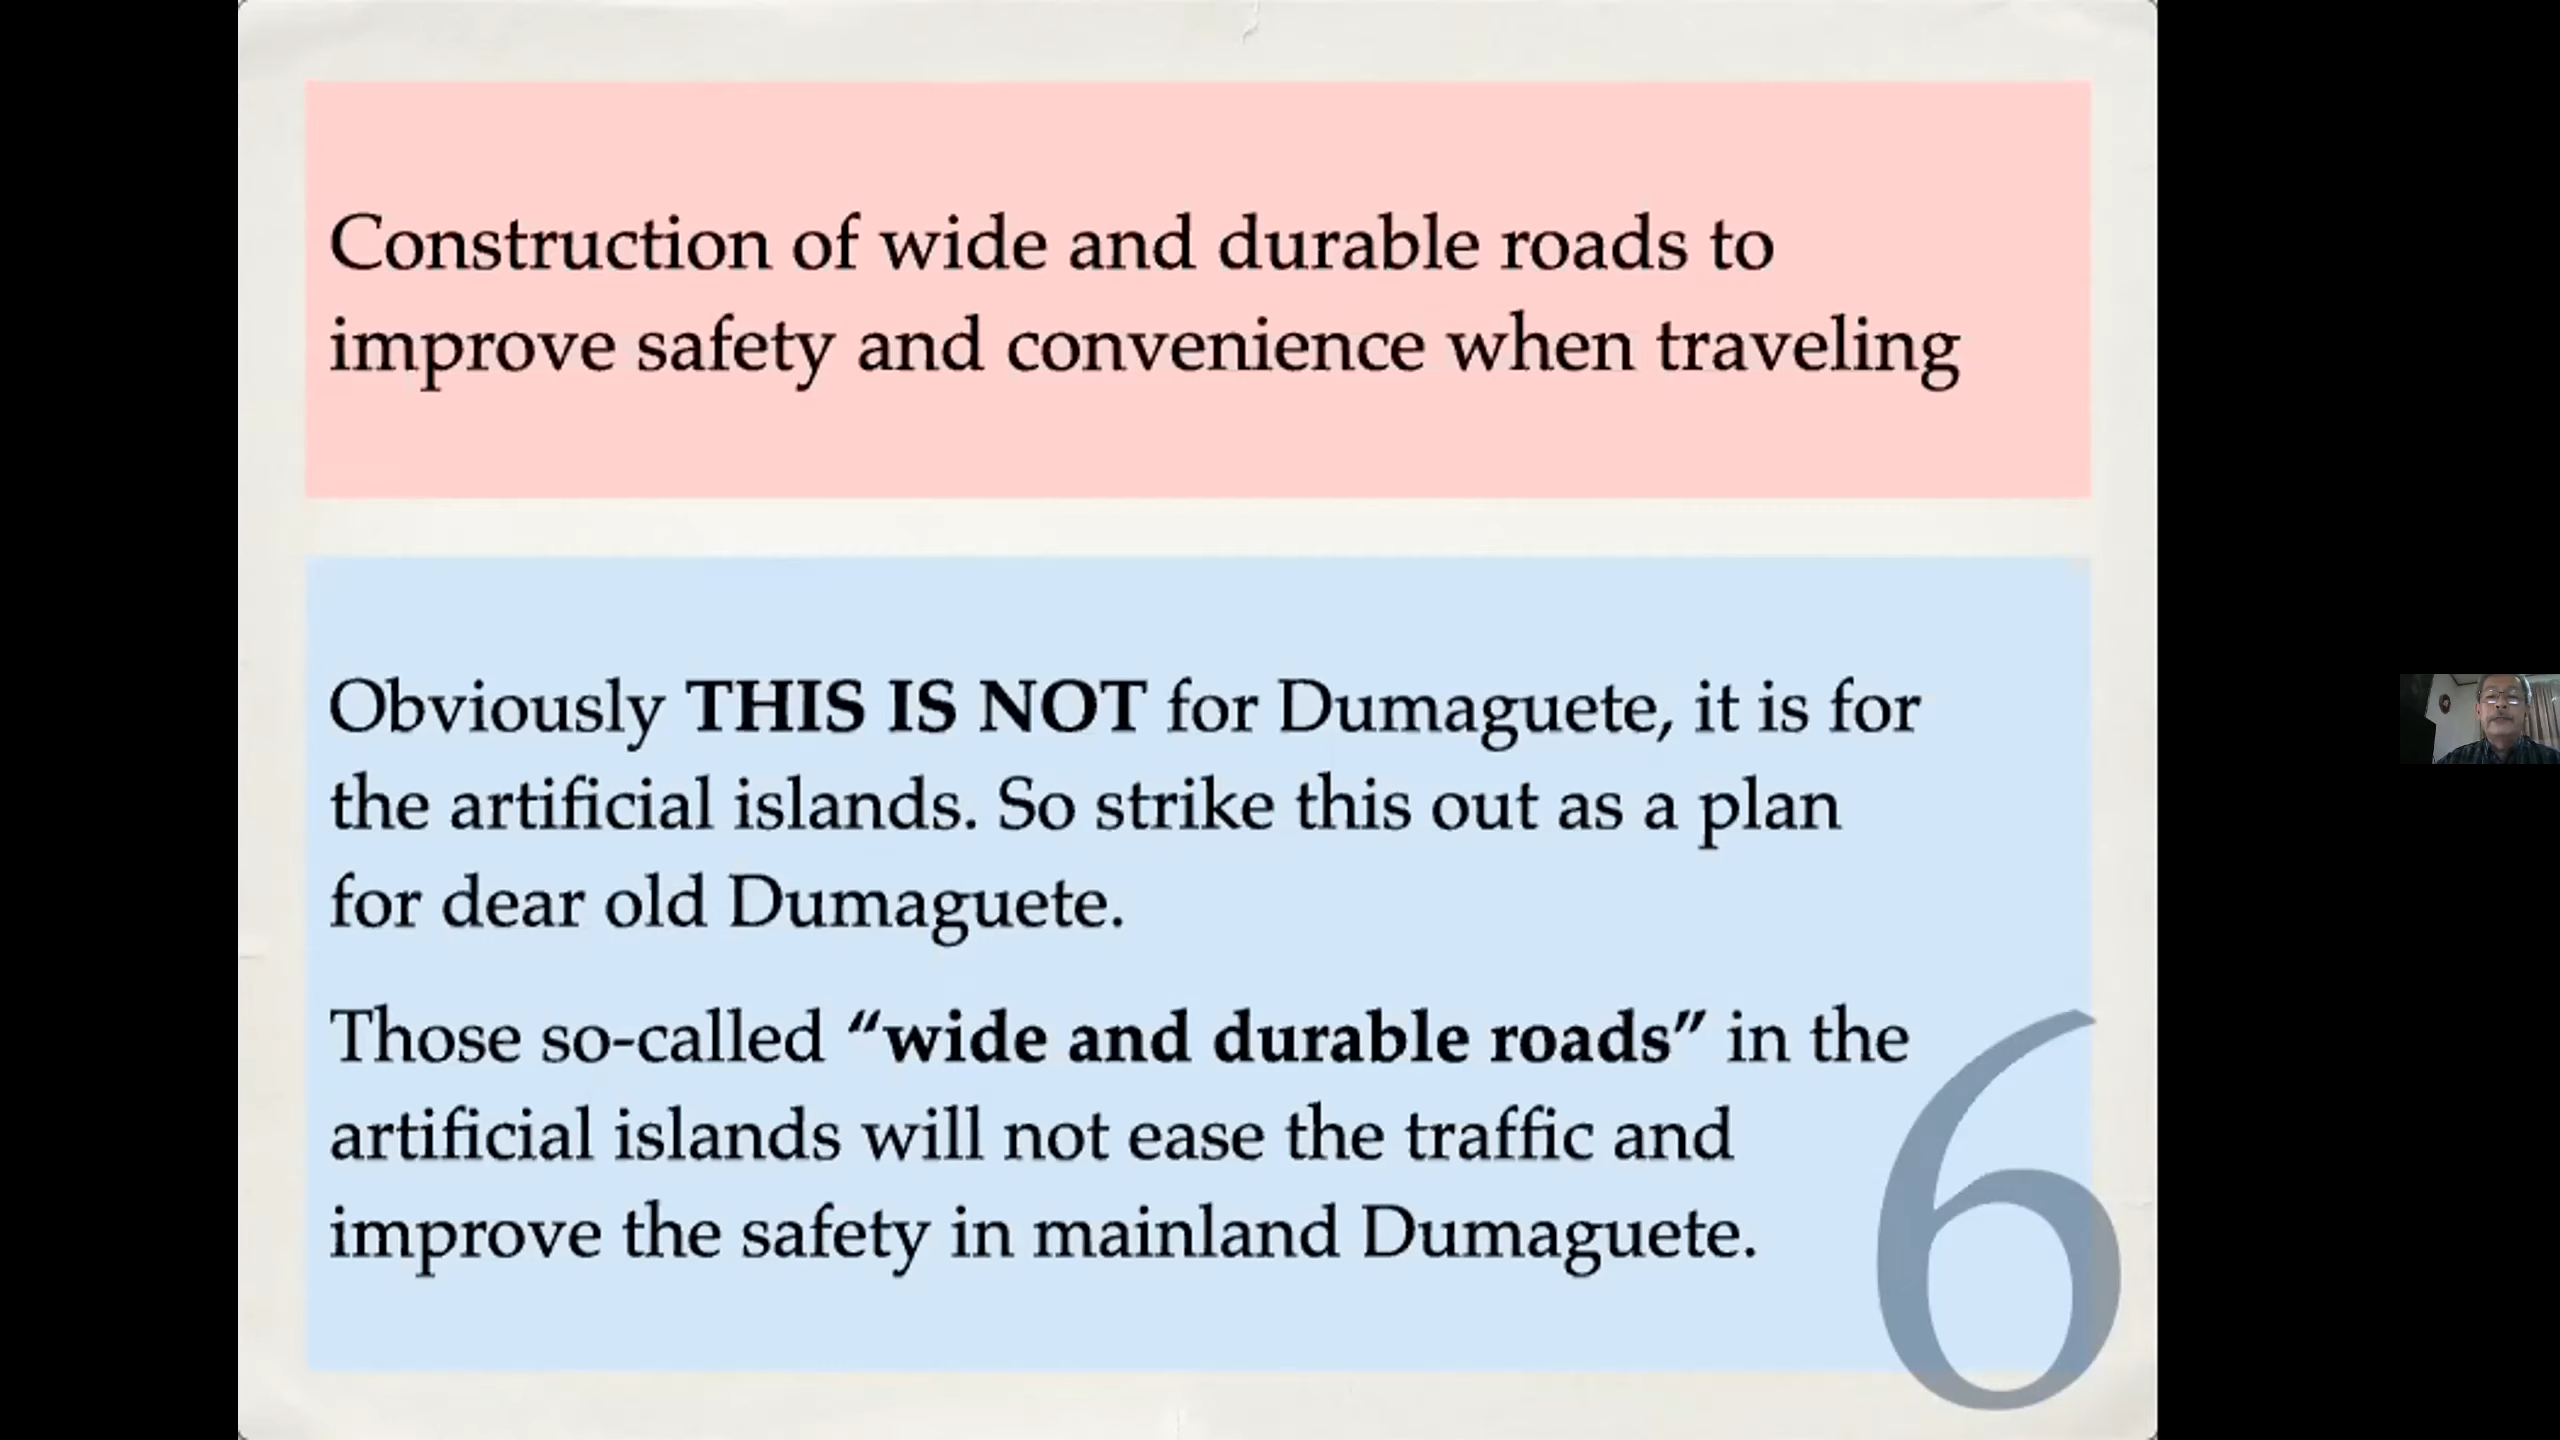 Construction of wide and durable roads to
improve safety and convenience when traveling
Obviously THIS IS NOT for Dumaguete, it is for
the artificial islands. So strike this out as a plan
for dear old Dumaguete.
Those so-called “wide and durable roads” in the
artificial islands will not ease the traffic and
improve the safety in mainland Dumaguete.
6